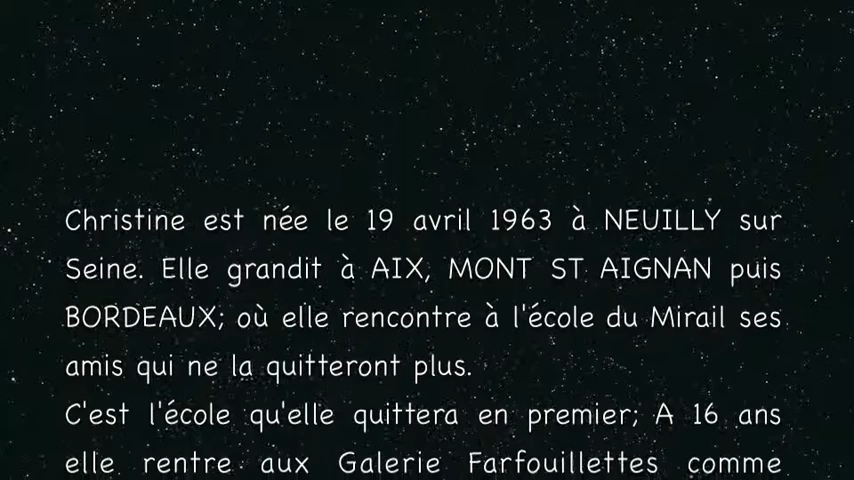 Christine est née le 19 avril 1963 à NEUILLY sur
Seine. Elle grandit à AIX, MONT ST AIGNAN puis
BORDEAUX; où elle rencontre à l'école du Mirail ses
amis qui ne la quitteront plus.
C'est l'école qu'elle quittera en premier; A 16 ans
elle rentre aux Galerie Farfouillettes comme